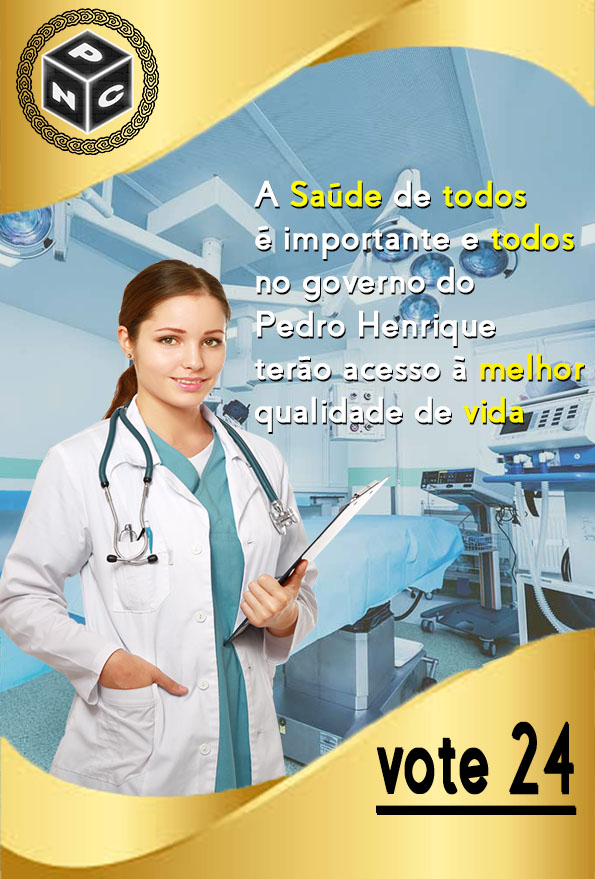 P
N C
A Saúde de todos
é importante e todos
no governo do
Pedro Henrique
terão acesso à melhor
qualidade de vida
vote 24